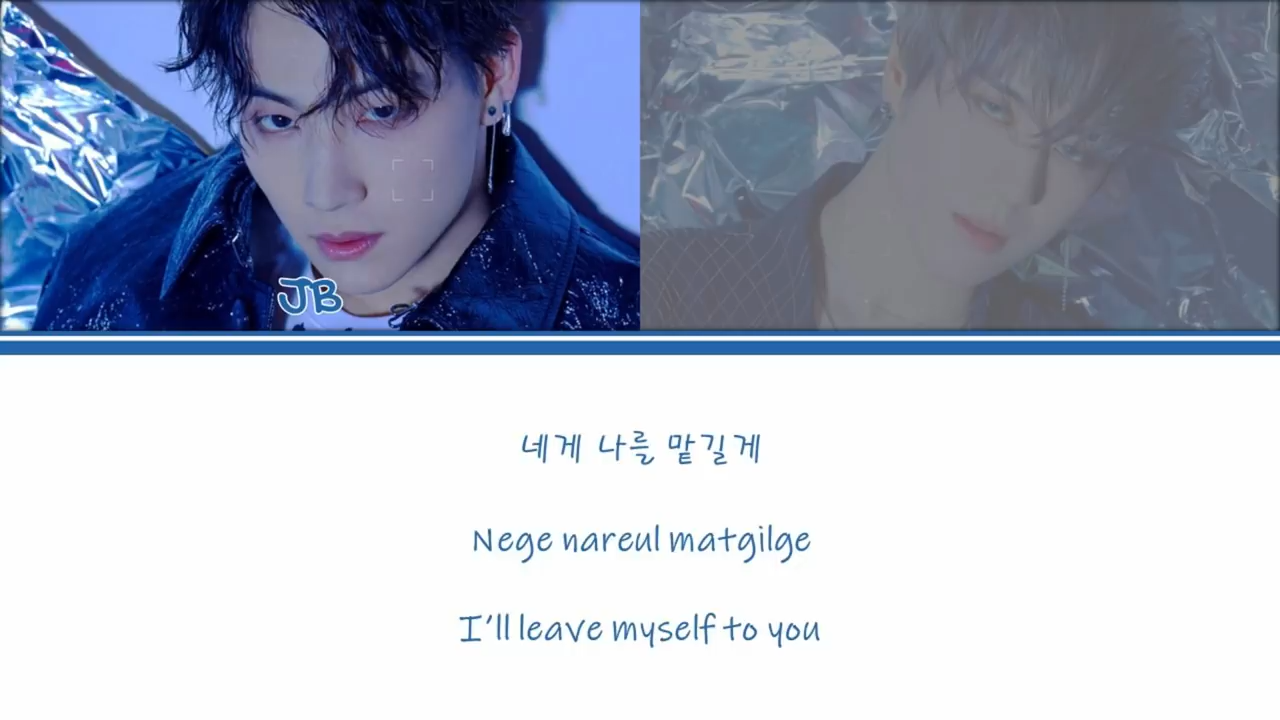 JB
네게 나를 맡길게
Nege nareul matgilge
I'll leave myself to you